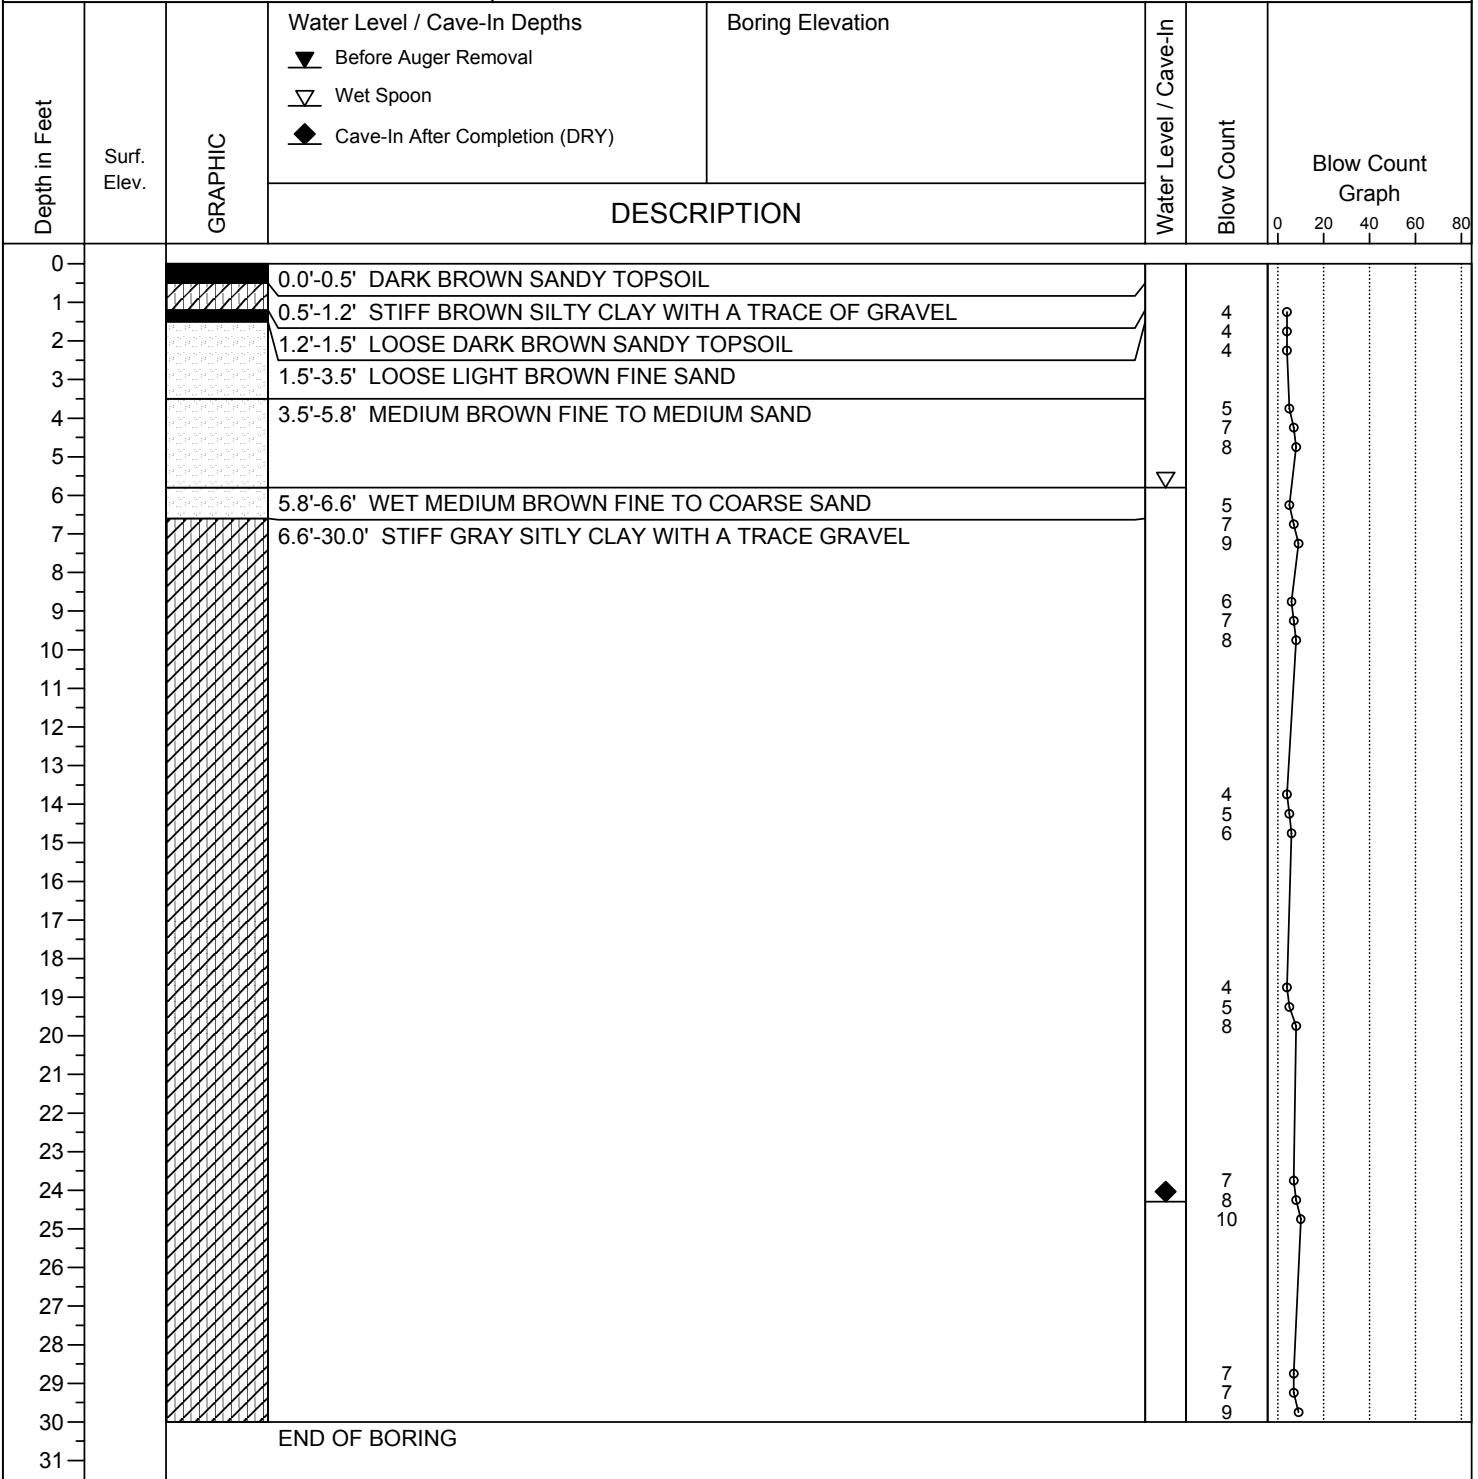 Depth in Feet
Surf.
Elev.
GRAPHIC
Water Level / Cave-In Depths
Before Auger Removal
Wet Spoon
Cave-In After Completion (DRY)
Boring Elevation
DESCRIPTION
Water Level / Cave-In
Blow Count
Blow Count
Graph
0 20 40 60 80
0
0.0'-0.5' DARK BROWN SANDY TOPSOIL
1
0.5'-1.2' STIFF BROWN SILTY CLAY WITH A TRACE OF GRAVEL
4
4
2
1.2'-1.5' LOOSE DARK BROWN SANDY TOPSOIL
4
3
1.5'-3.5' LOOSE LIGHT BROWN FINE SAND
4
3.5'-5.8' MEDIUM BROWN FINE TO MEDIUM SAND
5
7
8
5
6
5.8'-6.6' WET MEDIUM BROWN FINE TO COARSE SAND
5
7
7
6.6'-30.0' STIFF GRAY SITLY CLAY WITH A TRACE GRAVEL
9
8
9
6
7
8
10
11
12
13
14
4
5
6
15
16
17
18
19
4
5
8
20
21
22
23
24
7
8
10
25
26
27
28
29
7
7
9
30
END OF BORING
31